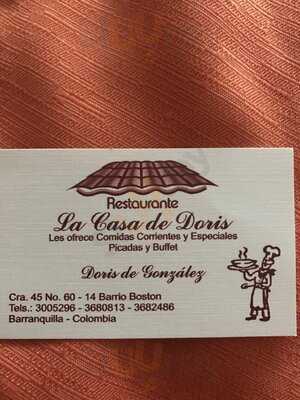 Restaurante
La Casa de Doris
Les ofrece Comidas Corrientes y Especiales
Picadas y Buffet
Doris de González
Cra. 45 No. 60 - 14 Barrio Boston
Tels.: 3005296 - 3680813 - 3682486
Barranquilla - Colombia